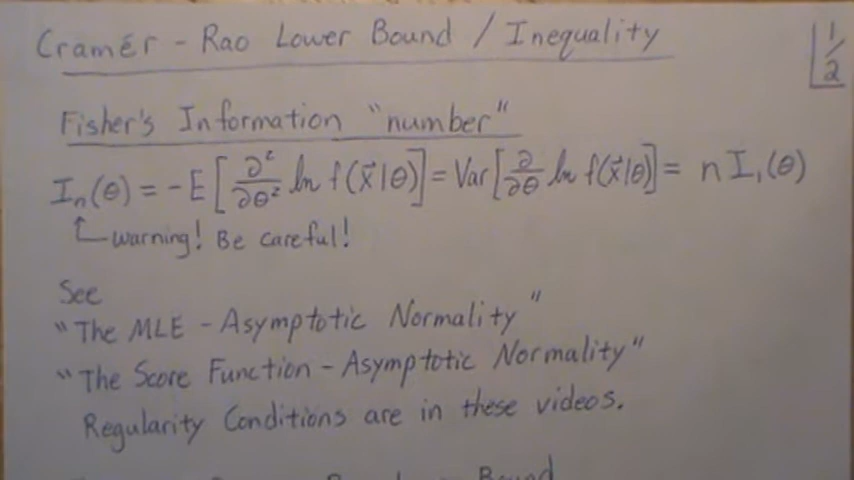 Cramér - Rao Lower Bound / Inequality
1/2
Fisher's Information "number"
Iₙ(θ) = -E[∂²/∂θ² ln f(x⃗|θ)] = Var[∂/∂θ ln f(x⃗|θ)] = n I₁(θ)
warning! Be careful!
See
"The MLE - Asymptotic Normality"
"The Score Function - Asymptotic Normality"
Regularity Conditions are in these videos.
Bound